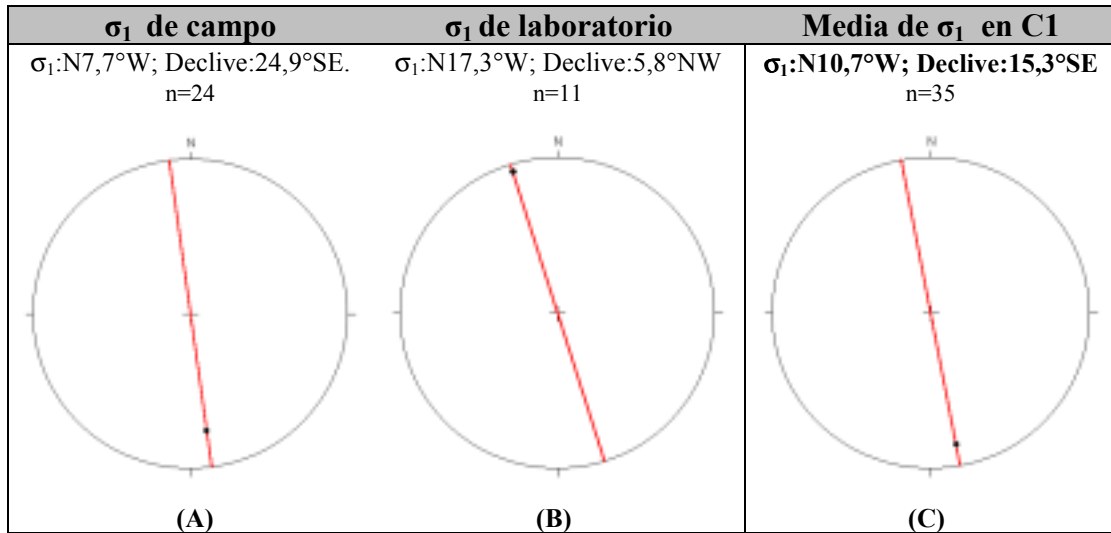 σ₁ de campo
σ₁ de laboratorio
Media de σ₁ en C1
σ₁:N7,7°W; Declive:24,9°SE.
n=24
σ₁:N17,3°W; Declive:5,8°NW
n=11
σ₁:N10,7°W; Declive:15,3°SE
n=35
N
N
N
(A)
(B)
(C)